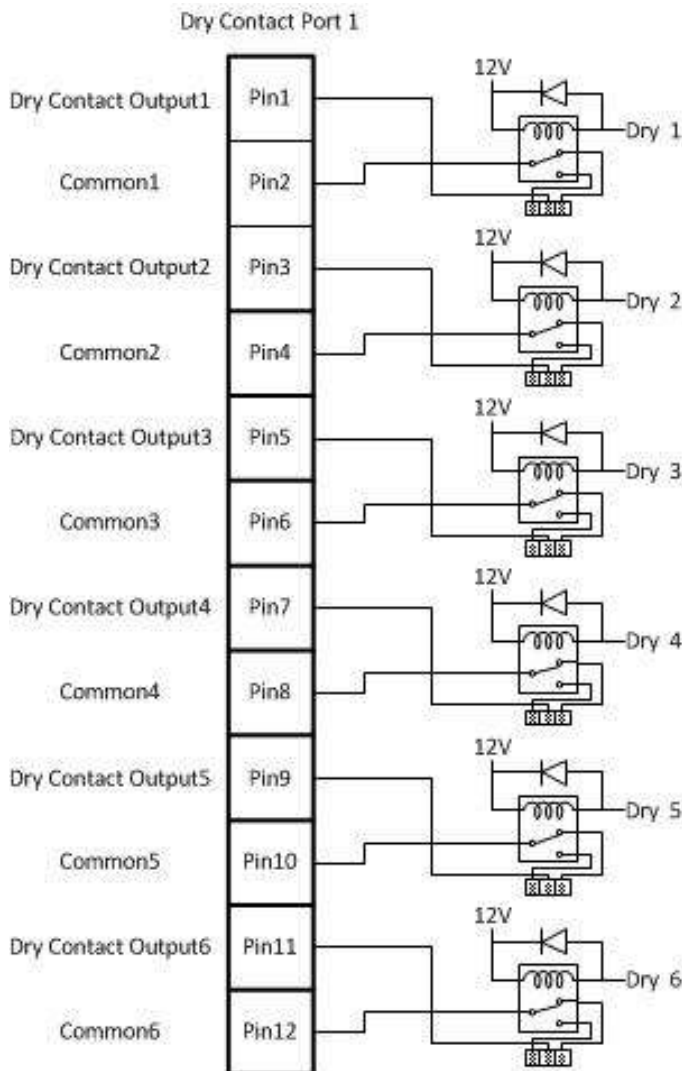 Dry Contact Port 1
Dry Contact Output1 Pin1
12V
Dry 1
Common1 Pin2
Dry Contact Output2 Pin3
12V
Dry 2
Common2 Pin4
Dry Contact Output3 Pin5
12V
Dry 3
Common3 Pin6
Dry Contact Output4 Pin7
12V
Dry 4
Common4 Pin8
Dry Contact Output5 Pin9
12V
Dry 5
Common5 Pin10
Dry Contact Output6 Pin11
12V
Dry 6
Common6 Pin12